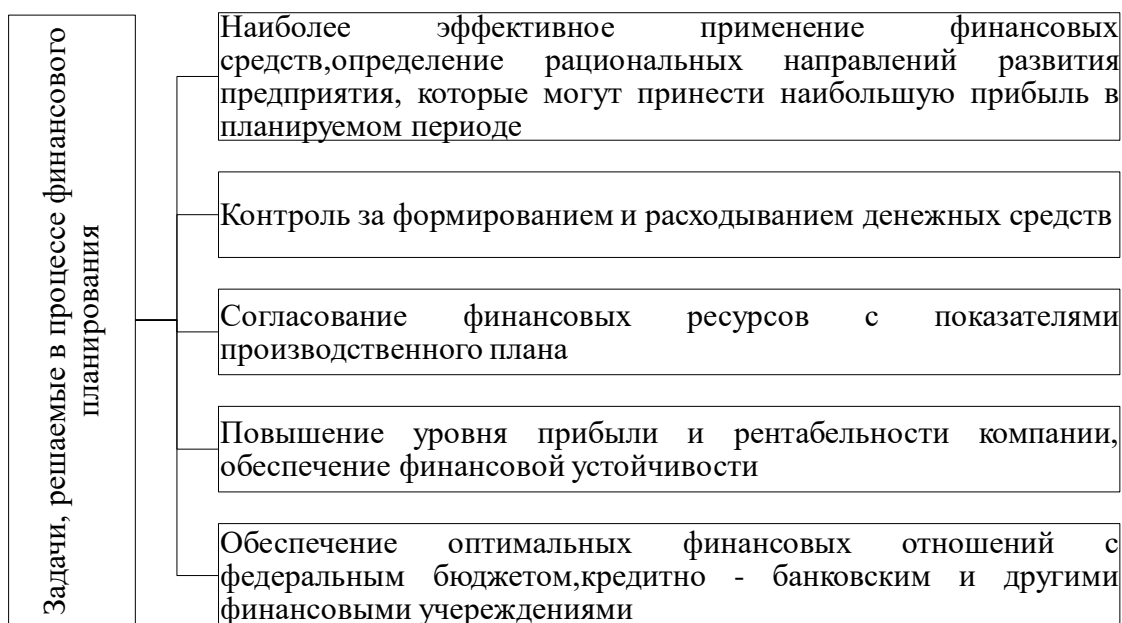 Задачи, решаемые в процессе финансового
планирования
Наиболее эффективное применение финансовых
средств,определение рациональных направлений развития
предприятия, которые могут принести наибольшую прибыль в
планируемом периоде
Контроль за формированием и расходыванием денежных средств
Согласование финансовых ресурсов с показателями
производственного плана
Повышение уровня прибыли и рентабельности компании,
обеспечение финансовой устойчивости
Обеспечение оптимальных финансовых отношений с
федеральным бюджетом,кредитно - банковским и другими
финансовыми учереждениями